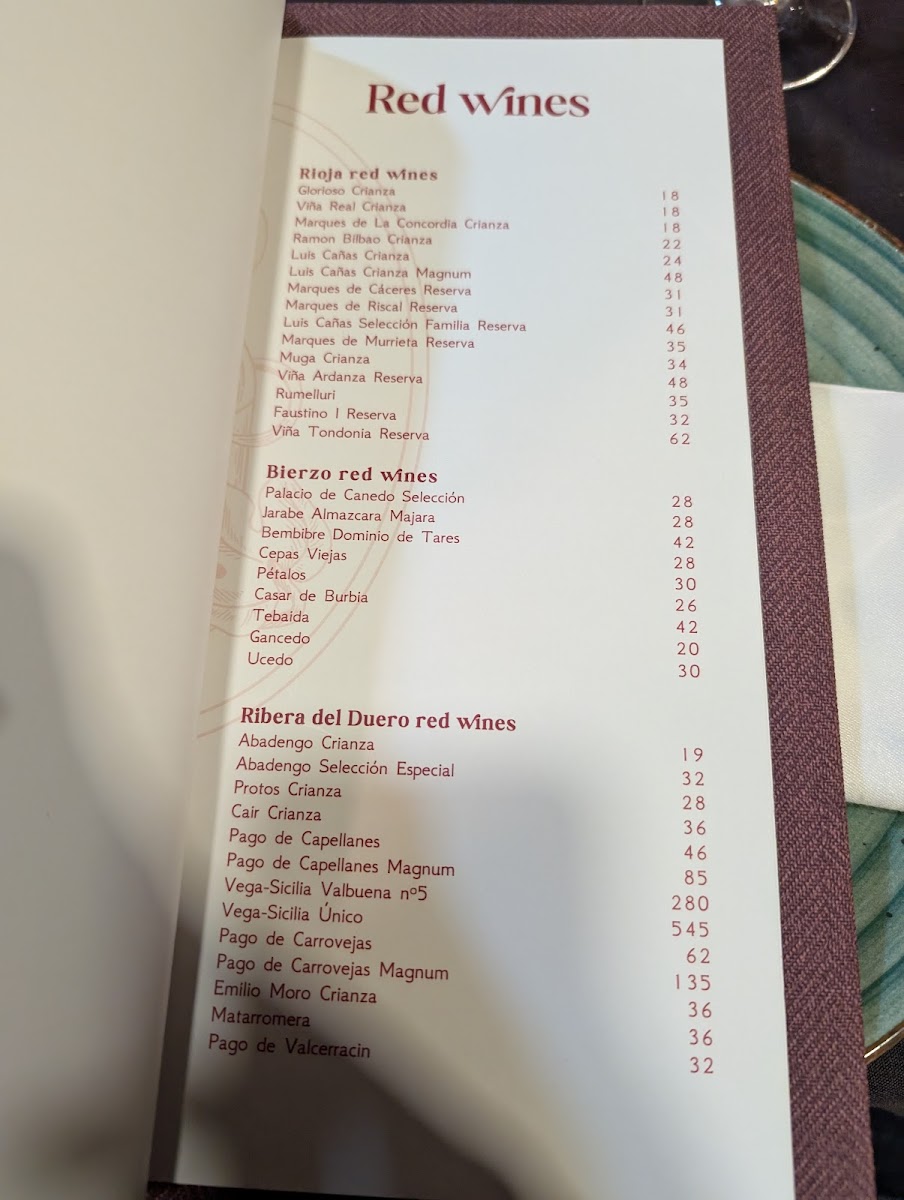 Red wines
Rioja red wines
Glorioso Crianza 18
Viña Real Crianza 18
Marques de La Concordia Crianza 18
Ramon Bilbao Crianza 22
Luis Cañas Crianza 24
Luis Cañas Crianza Magnum 48
Marques de Cáceres Reserva 31
Marques de Riscal Reserva 31
Luis Cañas Selección Familia Reserva 46
Marques de Murrieta Reserva 35
Muga Crianza 34
Viña Ardanza Reserva 48
Rumelluri 35
Faustino I Reserva 32
Viña Tondonia Reserva 62
Bierzo red wines
Palacio de Canedo Selección 28
Jarabe Almazcara Majara 28
Bembibre Dominio de Tares 42
Cepas Viejas 28
Pétalos 30
Casar de Burbia 26
Tebaida 42
Gancedo 20
Ucedo 30
Ribera del Duero red wines
Abadengo Crianza 19
Abadengo Selección Especial 32
Protos Crianza 28
Cair Crianza 36
Pago de Capellanes 46
Pago de Capellanes Magnum 85
Vega-Sicilia Valbuena nº5 280
Vega-Sicilia Único 545
Pago de Carrovejas 62
Pago de Carrovejas Magnum 135
Emilio Moro Crianza 36
Matarromera 36
Pago de Valcerracin 32